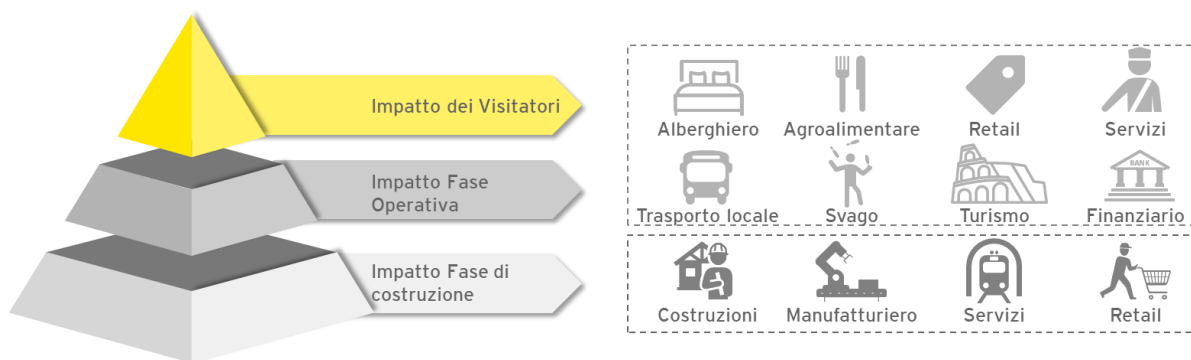 Impatto dei Visitatori
Impatto Fase
Operativa
Impatto Fase di
costruzione
Alberghiero Agroalimentare Retail Servizi
BANK
Trasporto locale Svago Turismo Finanziario
Costruzioni Manufatturiero Servizi Retail